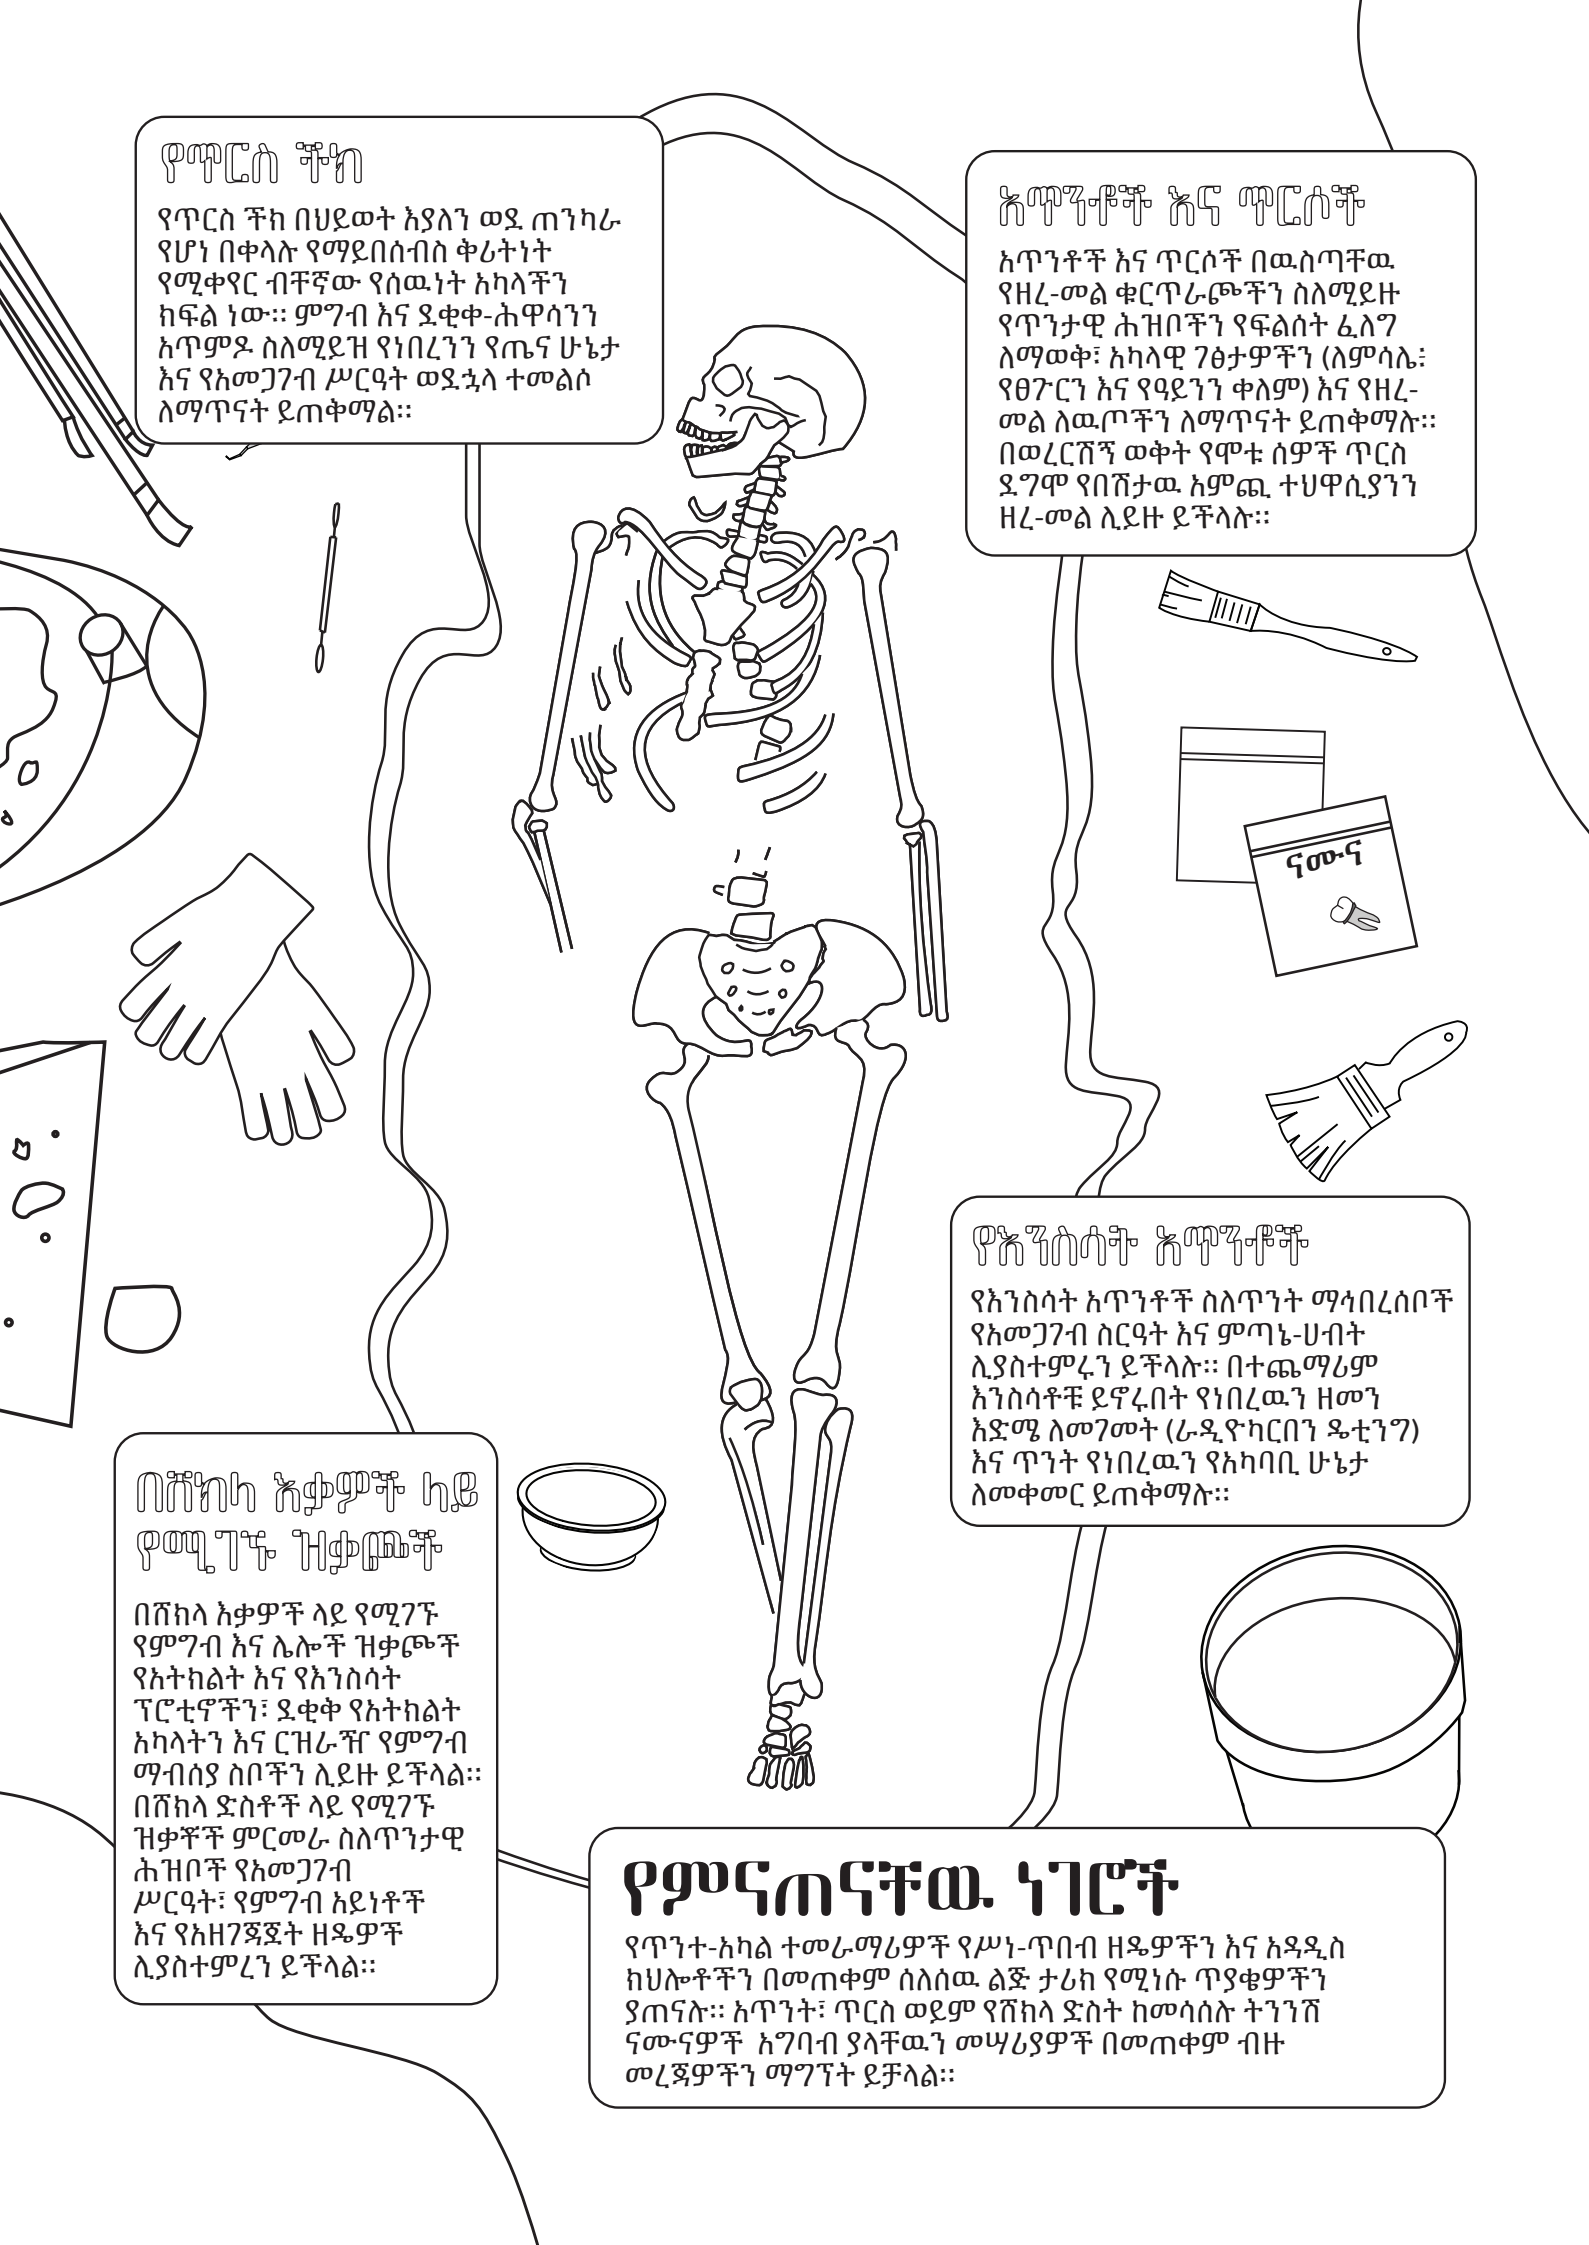 የጥርስ ችክ
የጥርስ ችክ በህይወት እያለን ወደ ጠንካራ
የሆነ በቀላሉ የማይበሰብስ ቅሪትነት
የሚቀየር ብቸኛው የሰዉነት አካላችን
ክፍል ነው። ምግብ እና ደቂቀ-ሕዋሳንን
አጥምዶ ስለሚይዝ የነበረንን የጤና ሁኔታ
እና የአመጋገብ ሥርዓት ወደኋላ ተመልሶ
ለማጥናት ይጠቅማል።
አጥንቶች እና ጥርሶች
አጥንቶች እና ጥርሶች በዉስጣቸዉ
የዘረ-መል ቁርጥራጮችን ስለሚይዙ
የጥንታዊ ሕዝቦችን የፍልሰት ፈለግ
ለማወቅ፣ አካላዊ ገፅታዎችን (ለምሳሌ፤
የፀጉርን እና የዓይንን ቀለም) እና የዘረ-
መል ለዉጦችን ለማጥናት ይጠቅማሉ።
በወረርሽኝ ወቅት የሞቱ ሰዎች ጥርስ
ደግሞ የበሽታዉ አምጪ ተህዋሲያንን
ዘረ-መል ሊይዙ ይችላሉ።
ናሙና
የእንስሳት አጥንቶች
የእንስሳት አጥንቶች ስለጥንት ማኅበረሰቦች
የአመጋገብ ስርዓት እና ምጣኔ-ሀብት
ሊያስተምሩን ይችላሉ። በተጨማሪም
እንስሳቶቹ ይኖሩበት የነበረዉን ዘመን
እድሜ ለመገመት (ራዲዮካርበን ዴቲንግ)
እና ጥንት የነበረዉን የአካባቢ ሁኔታ
ለመቀመር ይጠቅማሉ።
በሸክላ እቃዎች ላይ
የሚገኙ ዝቃጮች
በሸክላ እቃዎች ላይ የሚገኙ
የምግብ እና ሌሎች ዝቃጮች
የአትክልት እና የእንስሳት
ፕሮቲኖችን፣ ደቂቅ የአትክልት
አካላትን እና ርዝራዥ የምግብ
ማብሰያ ስቦችን ሊይዙ ይችላል።
በሸክላ ድስቶች ላይ የሚገኙ
ዝቃቾች ምርመራ ስለጥንታዊ
ሕዝቦች የአመጋገብ
ሥርዓት፣ የምግብ አይነቶች
እና የአዘገጃጀት ዘዴዎች
ሊያስተምረን ይችላል።
የምናጠናቸዉ ነገሮች
የጥንተ-አካል ተመራማሪዎች የሥነ-ጥበብ ዘዴዎችን እና አዳዲስ
ክህሎቶችን በመጠቀም ሰለሰዉ ልጅ ታሪክ የሚነሱ ጥያቄዎችን
ያጠናሉ። አጥንት፣ ጥርስ ወይም የሸክላ ድስት ከመሳሰሉ ትንንሽ
ናሙናዎች አግባብ ያላቸዉን መሣሪያዎች በመጠቀም ብዙ
መረጃዎችን ማግኘት ይቻላል።